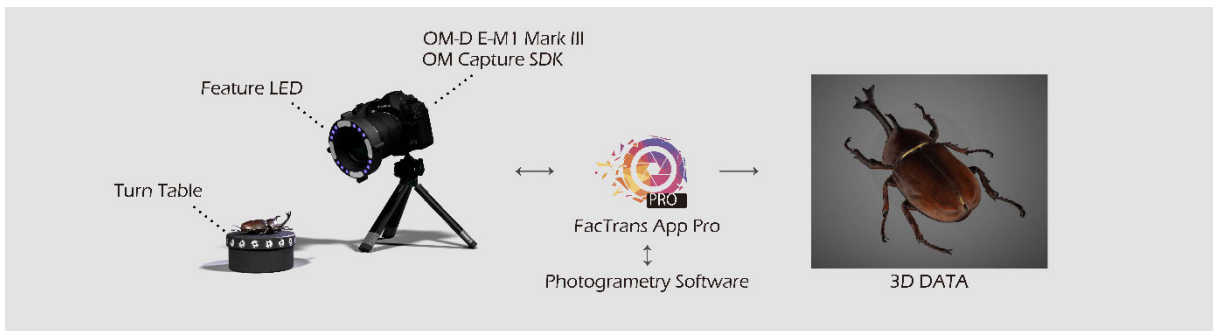 OM-D E-M1 Mark III
OM Capture SDK
Feature LED
Turn Table
PRO
FacTrans App Pro
Photogrametry Software
3D DATA